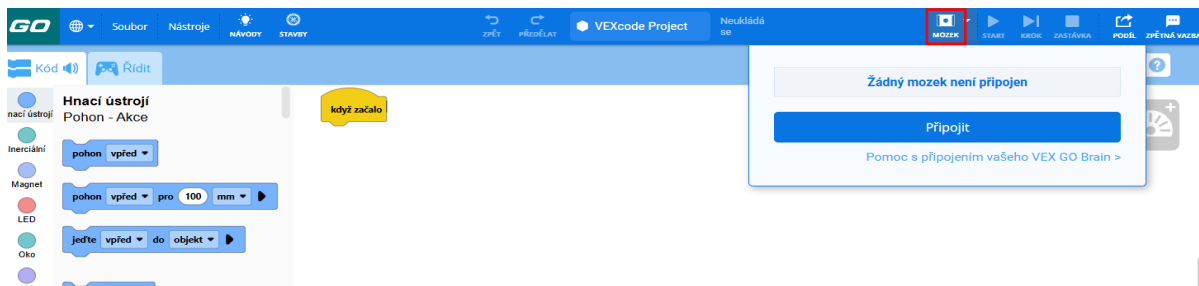 GO
Soubor
Nástroje
NÁVODY
STAVBY
ZPĚT
PŘEDĚLAT
VEXcode Project
Neukládá
se
MOZEK
START
KROK
ZASTÁVKA
PODÍL
ZPĚTNÁ VAZBA
Kód
Řídit
?
Hnací ústrojí
Pohon - Akce
nací ústrojí
Inerciální
Magnet
LED
Oko
pohon vpřed
pohon vpřed pro 100 mm
jeďte vpřed do objekt
když začalo
Žádný mozek není připojen
Připojit
Pomoc s připojením vašeho VEX GO Brain >